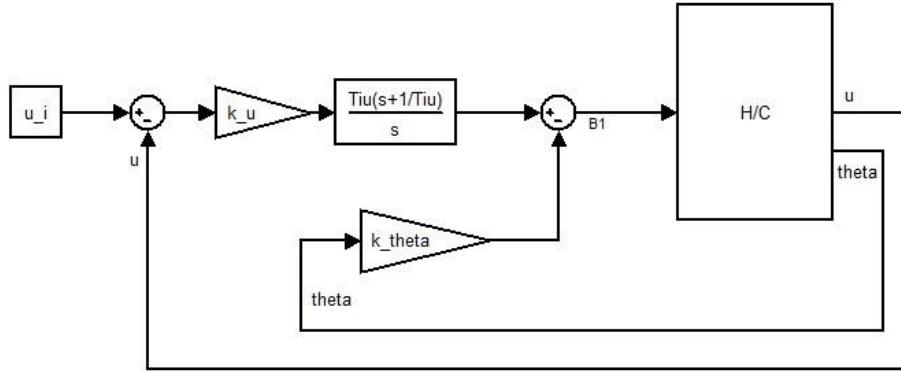 u_i
+
-
u
k_u
Tiu(s+1/Tiu)
s
+
-
B1
H/C
u
theta
k_theta
theta